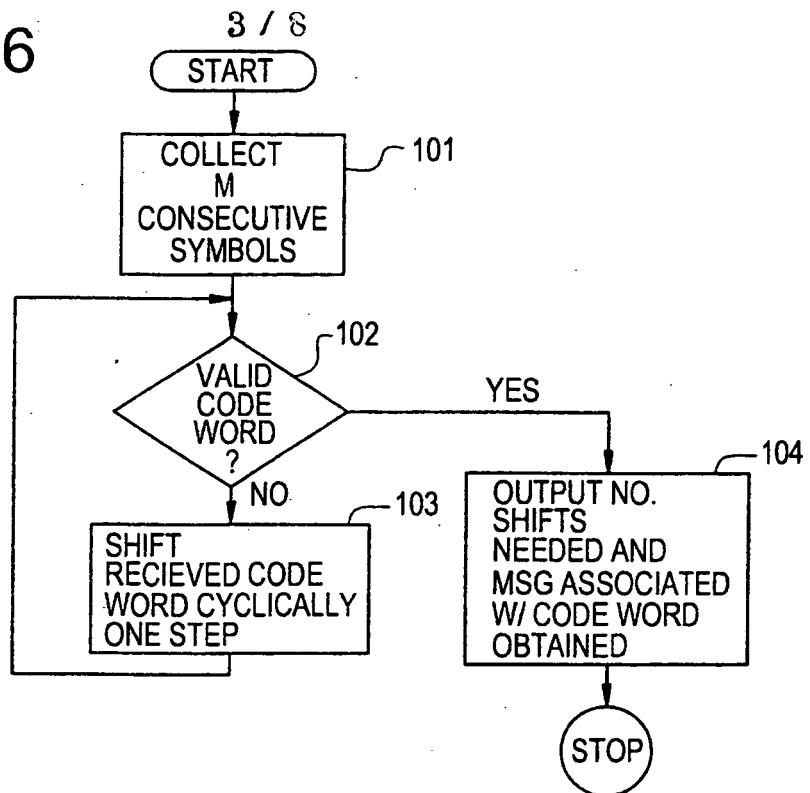 6
3 / 8
START
COLLECT
M
CONSECUTIVE
SYMBOLS
101
VALID
CODE
WORD
?
102
YES
NO
SHIFT
RECIEVED CODE
WORD CYCLICALLY
ONE STEP
103
OUTPUT NO.
SHIFTS
NEEDED AND
MSG ASSOCIATED
W/ CODE WORD
OBTAINED
104
STOP